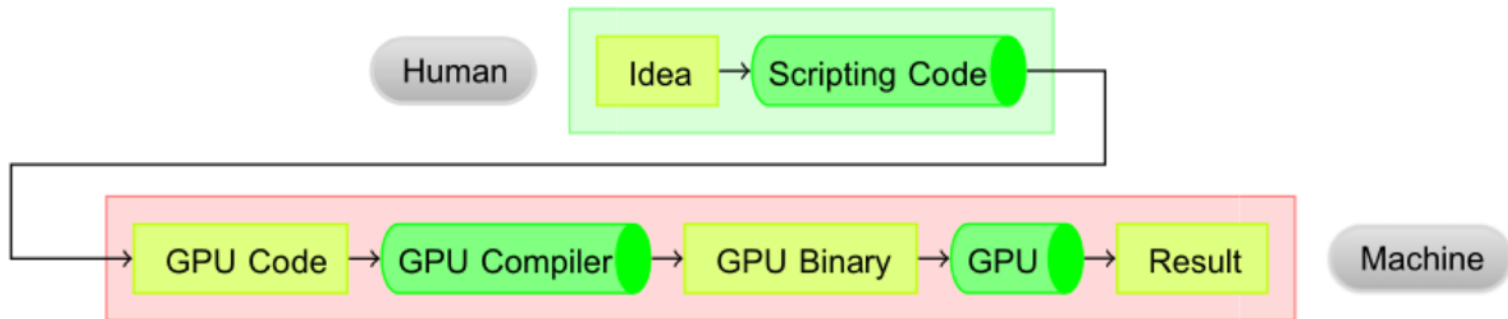 Human
Idea
Scripting Code
GPU Code
GPU Compiler
GPU Binary
GPU
Result
Machine